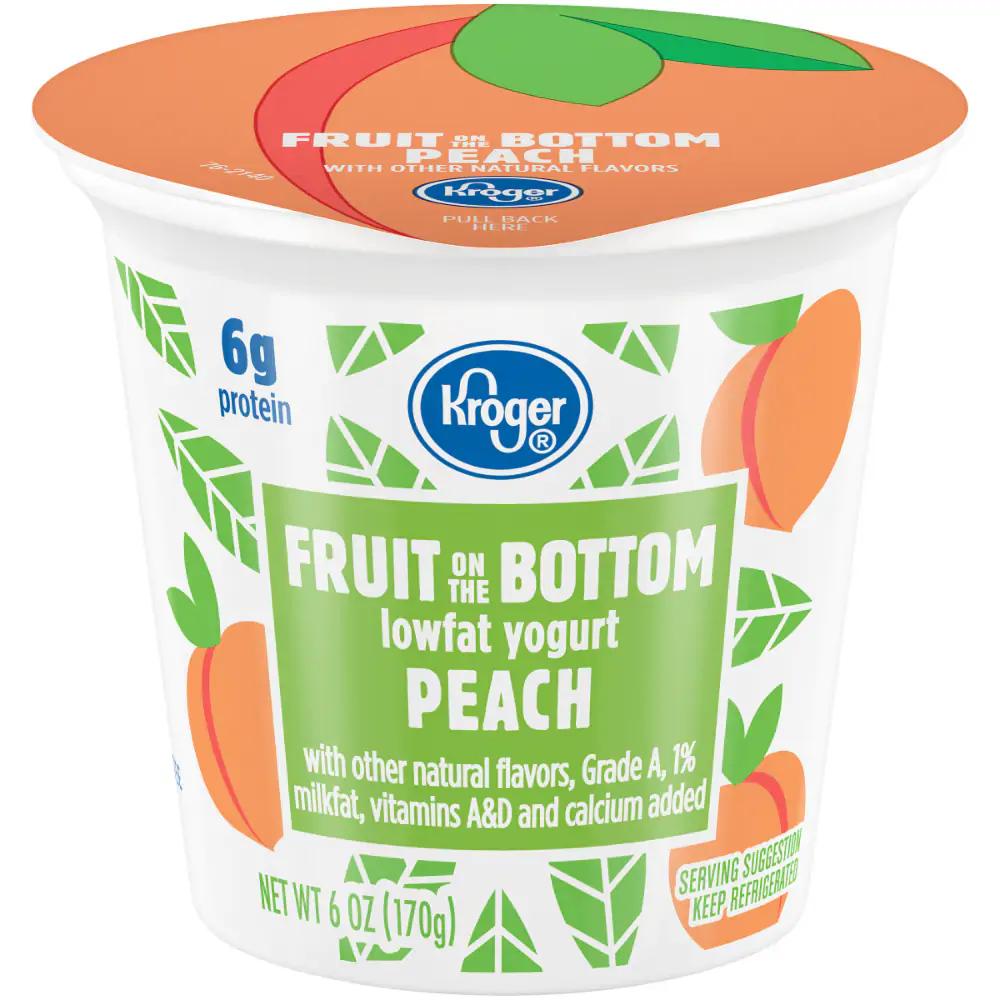 FRUIT ON THE BOTTOM
PEACH
WITH OTHER NATURAL FLAVORS
76-2140
Kroger®
PULL BACK
HERE
6g
protein
Kroger®
FRUIT ON THE BOTTOM
lowfat yogurt
PEACH
with other natural flavors, Grade A, 1%
milkfat, vitamins A&D and calcium added
NET WT 6 OZ (170g)
SERVING SUGGESTION
KEEP REFRIGERATED